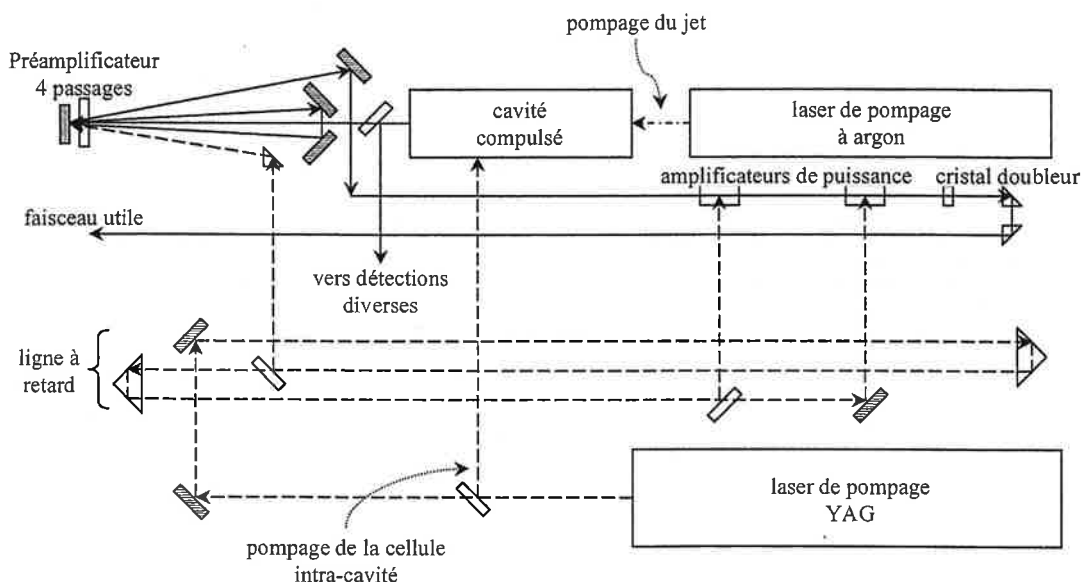 pompage du jet
Préamplificateur
4 passages
cavité
compulsé
laser de pompage
à argon
amplificateurs de puissance
cristal doubleur
faisceau utile
vers détections
diverses
ligne à
retard
laser de pompage
YAG
pompage de la cellule
intra-cavité